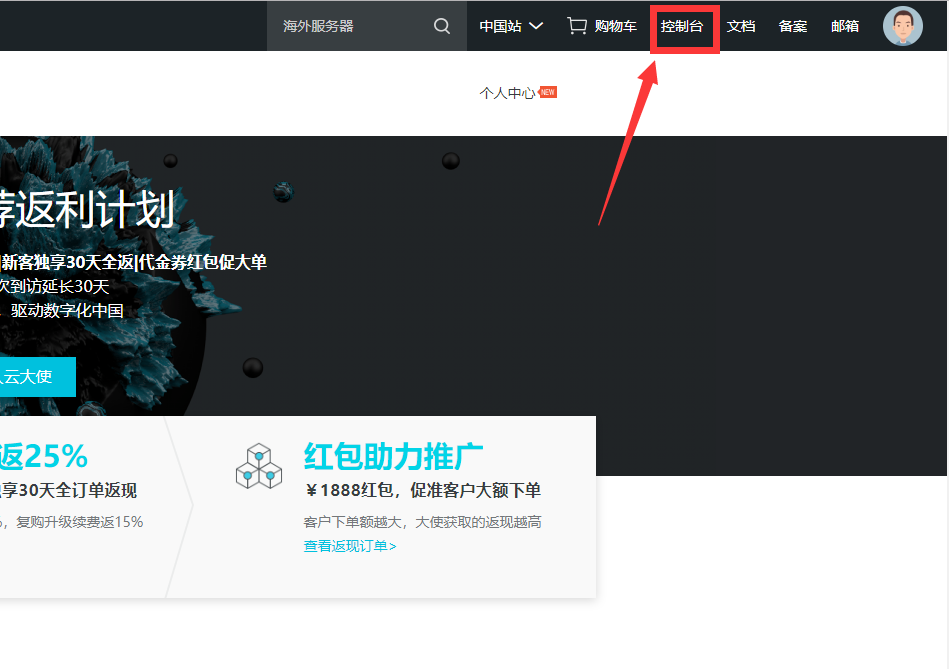 海外服务器
中国站
购物车
控制台
文档
备案
邮箱
个人中心
NEW
荐返利计划
|新客独享30天全返|代金券红包促大单
次到访延长30天
驱动数字化中国
云大使
返25%
享30天全订单返现
,复购升级续费返15%
红包助力推广
¥1888红包，促准客户大额下单
客户下单额越大，大使获取的返现越高
查看返现订单>